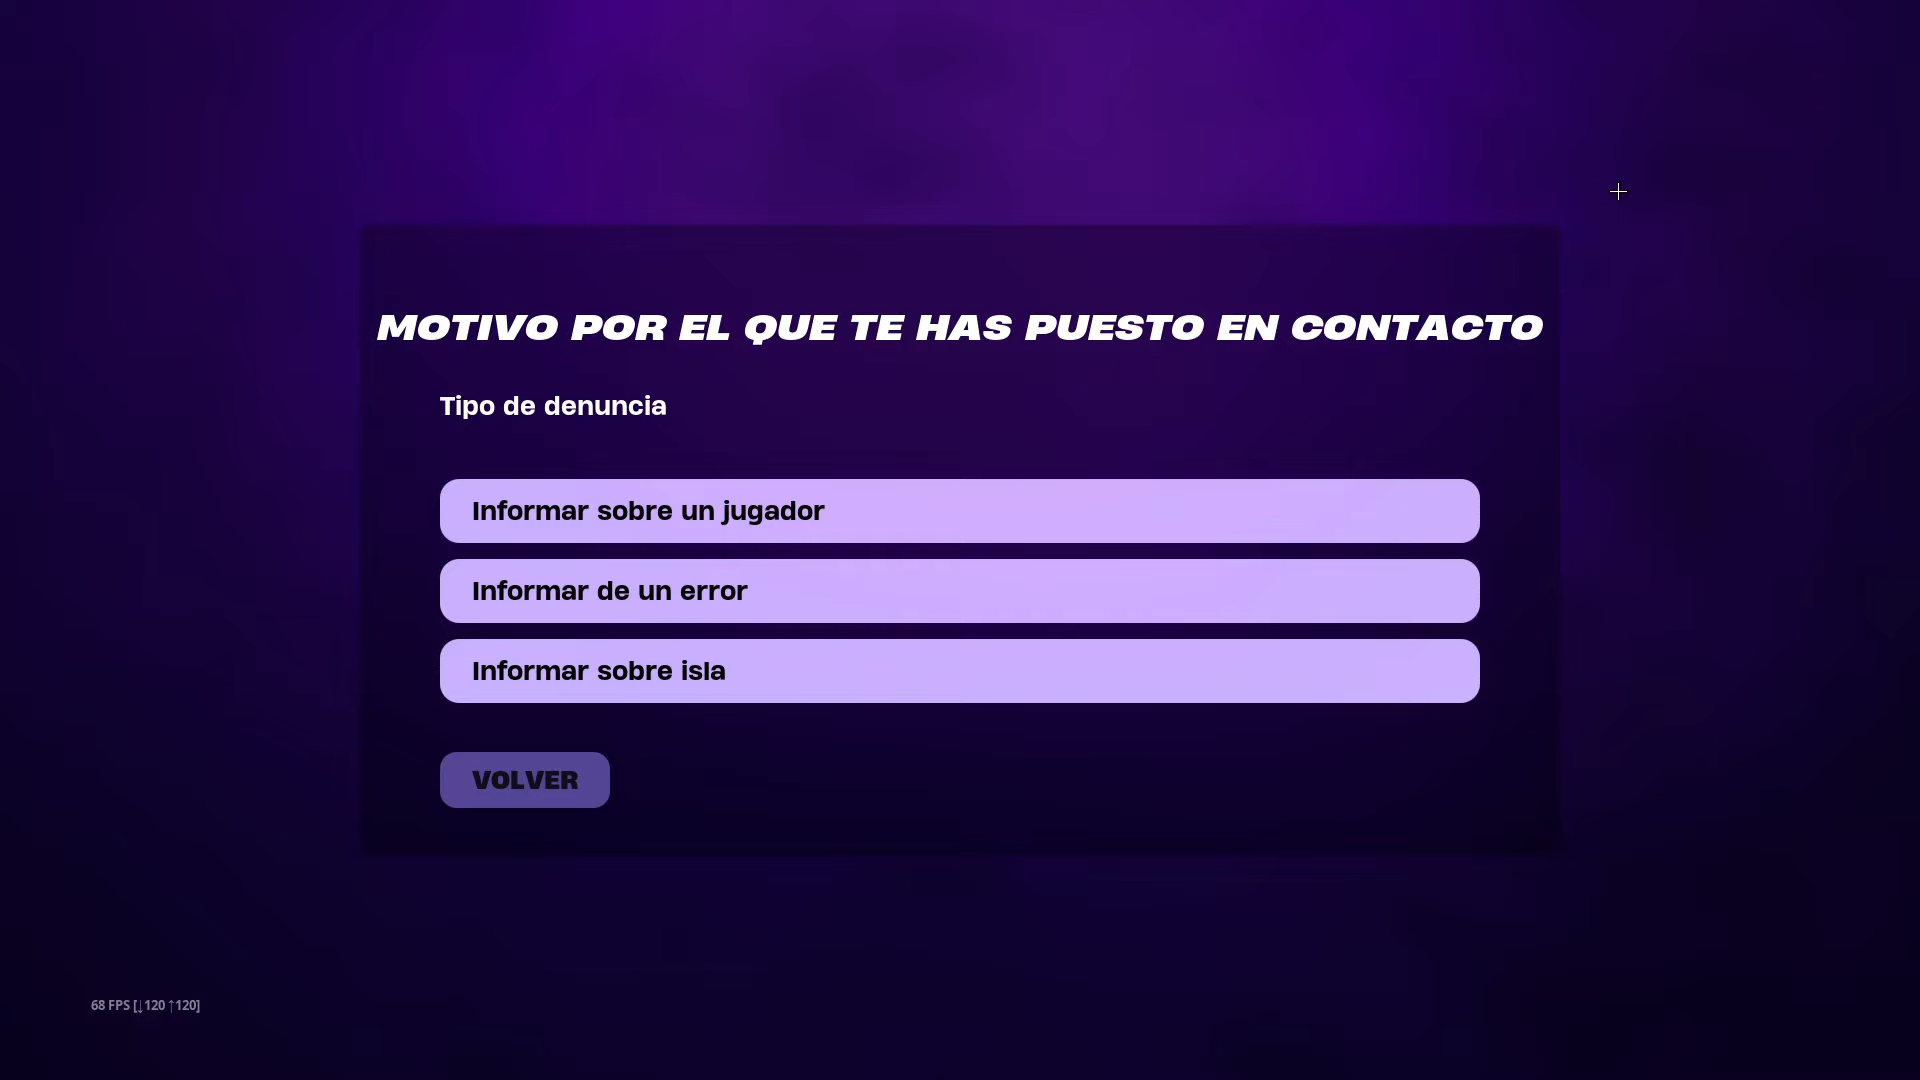 MOTIVO POR EL QUE TE HAS PUESTO EN CONTACTO
Tipo de denuncia
Informar sobre un jugador
Informar de un error
Informar sobre isla
VOLVER
68 FPS [↓120 ↑120]